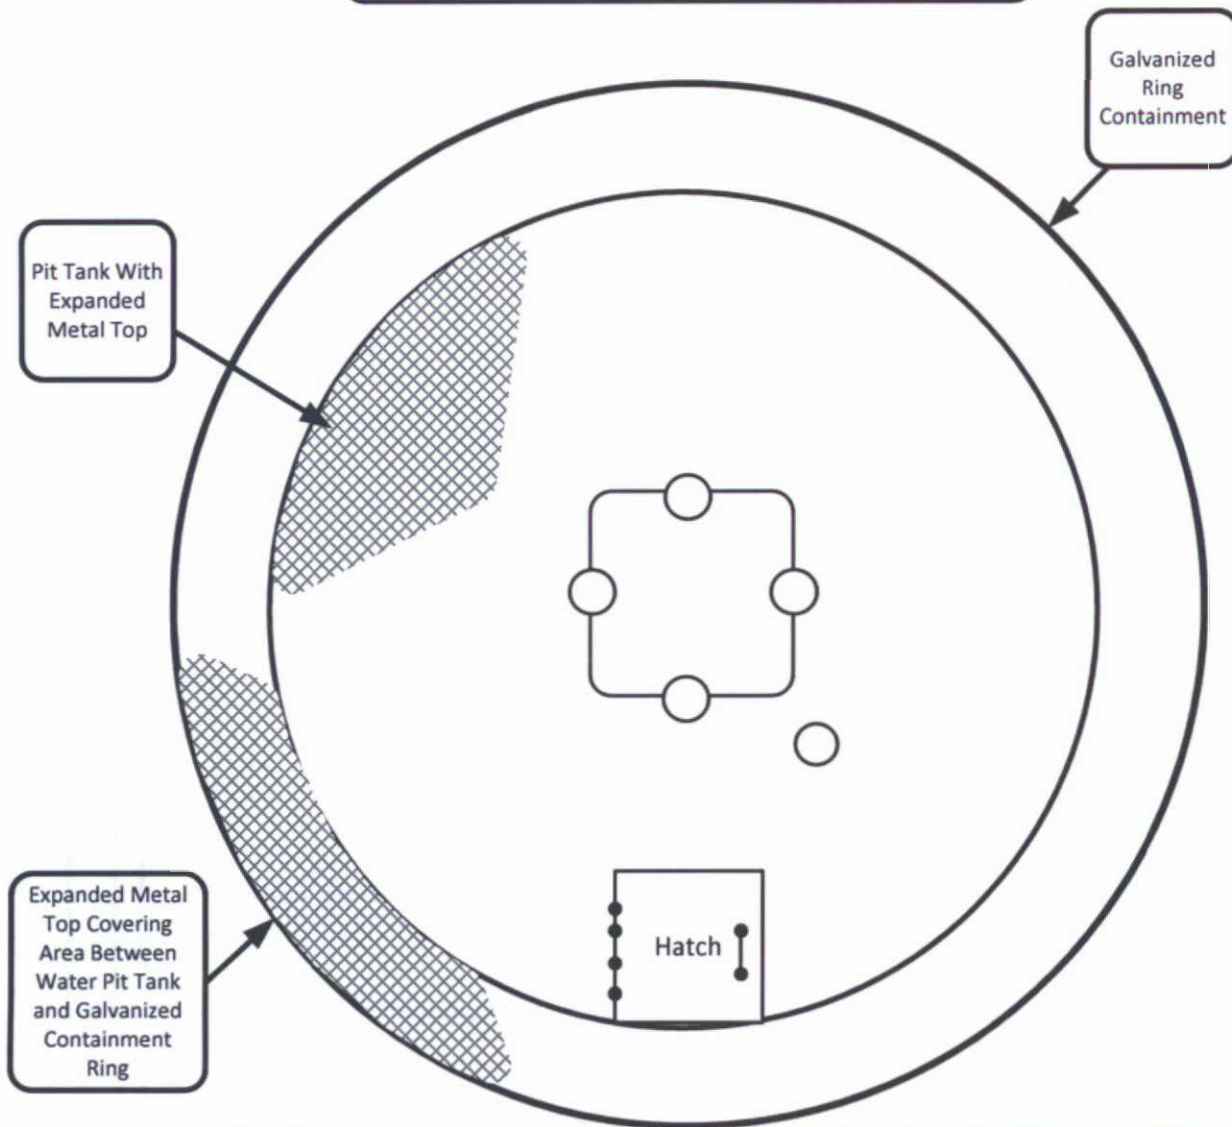 Galvanized
Ring
Containment
Pit Tank With
Expanded
Metal Top
Expanded Metal
Top Covering
Area Between
Water Pit Tank
and Galvanized
Containment
Ring
Hatch